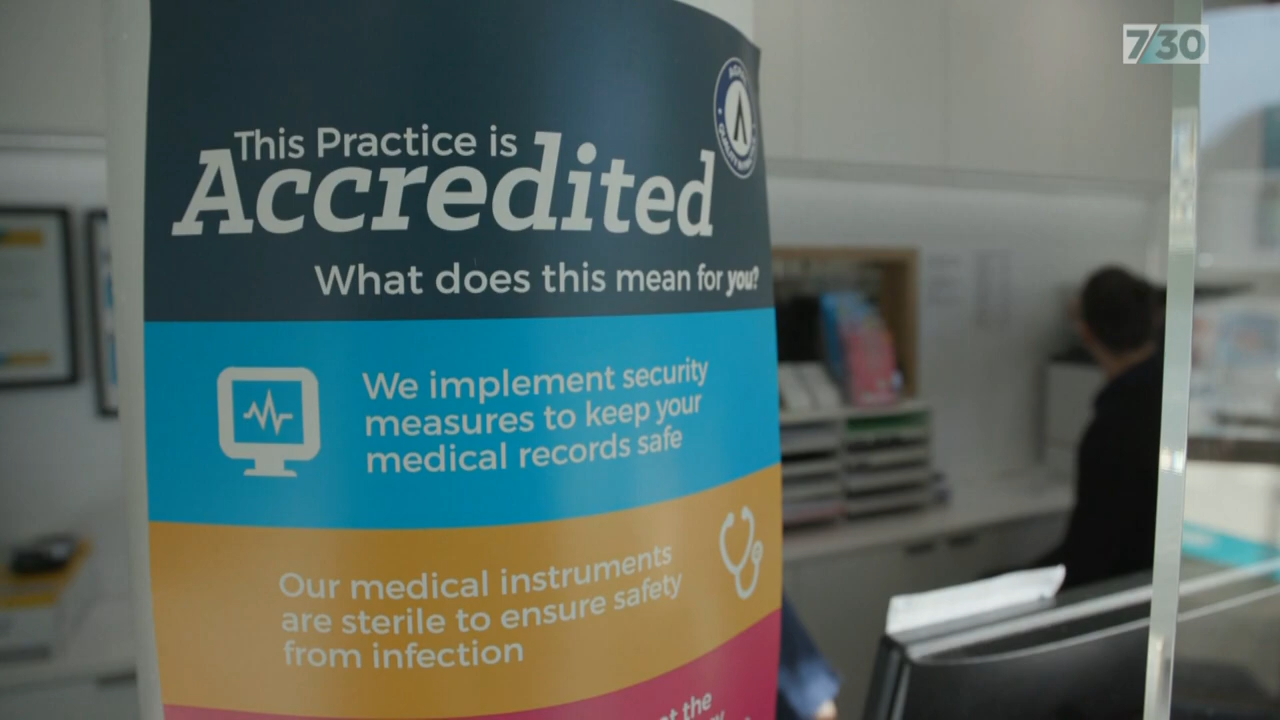 7/30
This Practice is
Accredited
What does this mean for you?
We implement security
measures to keep your
medical records safe
Our medical instruments
are sterile to ensure safety
from infection
the